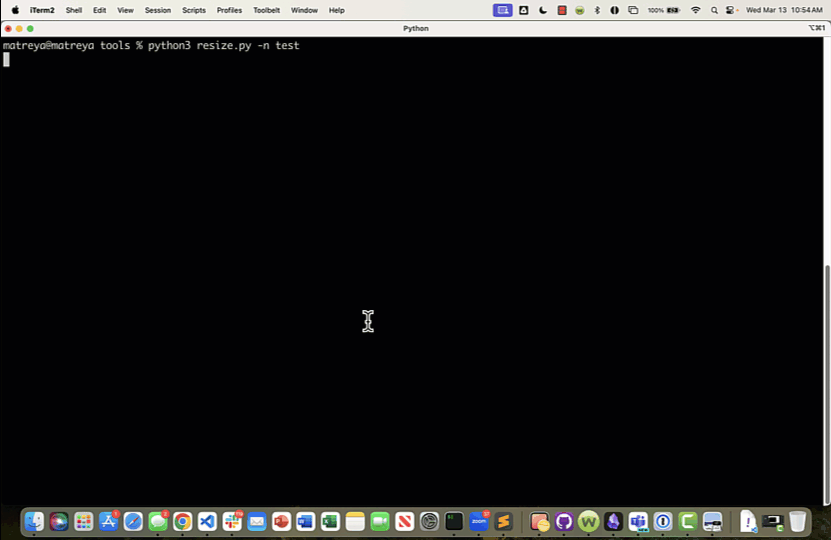 iTerm2 Shell Edit View Session Scripts Profiles Toolbelt Window Help 100% Wed Mar 13 10:54 AM
Python ⌥⌘1
matreya@matreya tools % python3 resize.py -n test
zoom